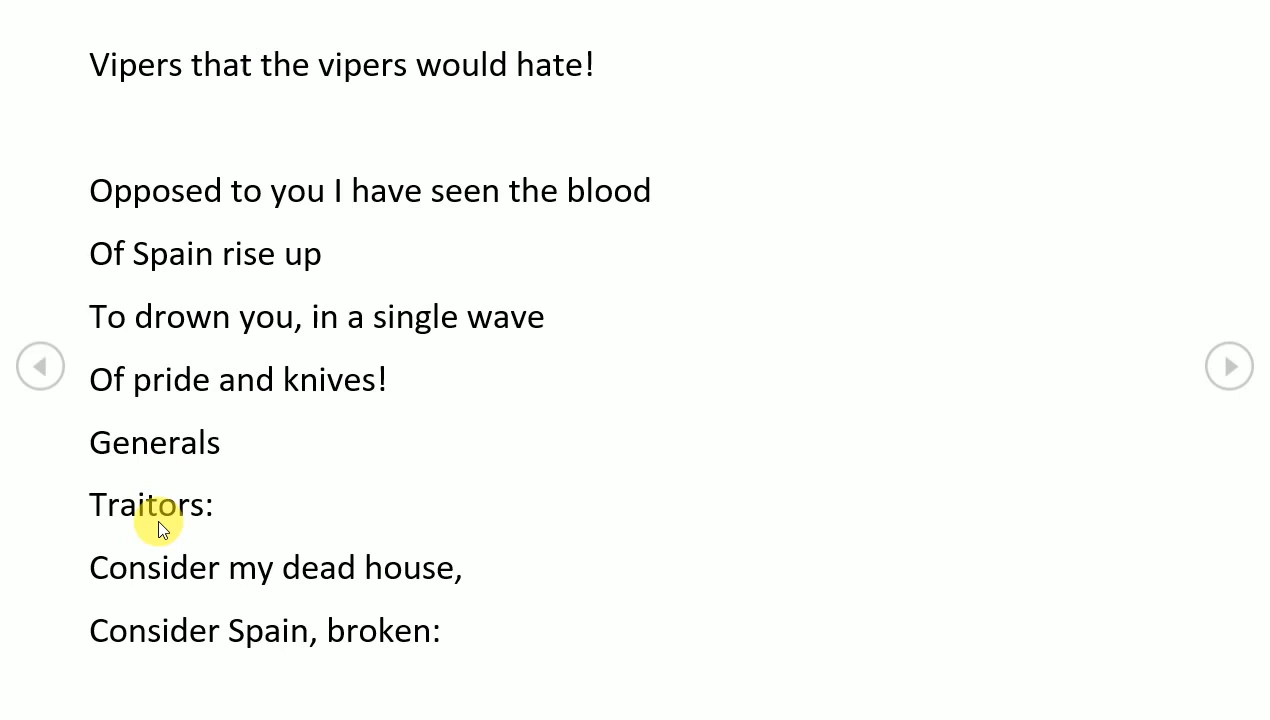 Vipers that the vipers would hate!
Opposed to you I have seen the blood
Of Spain rise up
To drown you, in a single wave
Of pride and knives!
Generals
Traitors:
Consider my dead house,
Consider Spain, broken: